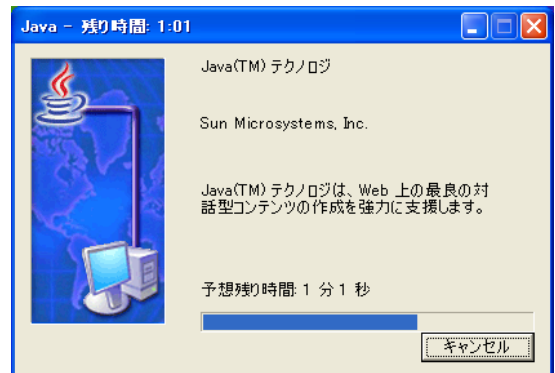 Java - 残り時間: 1:01
Java(TM) テクノロジ
Sun Microsystems, Inc.
Java(TM) テクノロジは、Web 上の最良の対
話型コンテンツの作成を強力に支援します。
予想残り時間: 1 分 1 秒
キャンセル